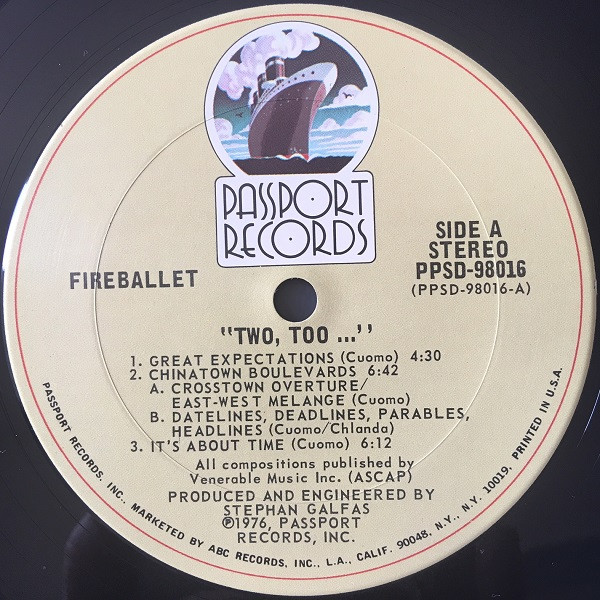 PASSPORT
RECORDS
FIREBALLET
SIDE A
STEREO
PPSD-98016
(PPSD-98016-A)
"TWO, TOO ..."
1. GREAT EXPECTATIONS (Cuomo) 4:30
2. CHINATOWN BOULEVARDS 6:42
A. CROSSTOWN OVERTURE/
EAST-WEST MELANGE (Cuomo)
B. DATELINES, DEADLINES, PARABLES,
HEADLINES (Cuomo/Chlanda)
3. IT'S ABOUT TIME (Cuomo) 6:12
All compositions published by
Venerable Music Inc. (ASCAP)
PRODUCED AND ENGINEERED BY
STEPHAN GALFAS
℗1976, PASSPORT
RECORDS, INC.
PASSPORT RECORDS, INC., MARKETED BY ABC RECORDS, INC., L.A., CALIF. 90048, N.Y., N.Y. 10019. PRINTED IN U.S.A.